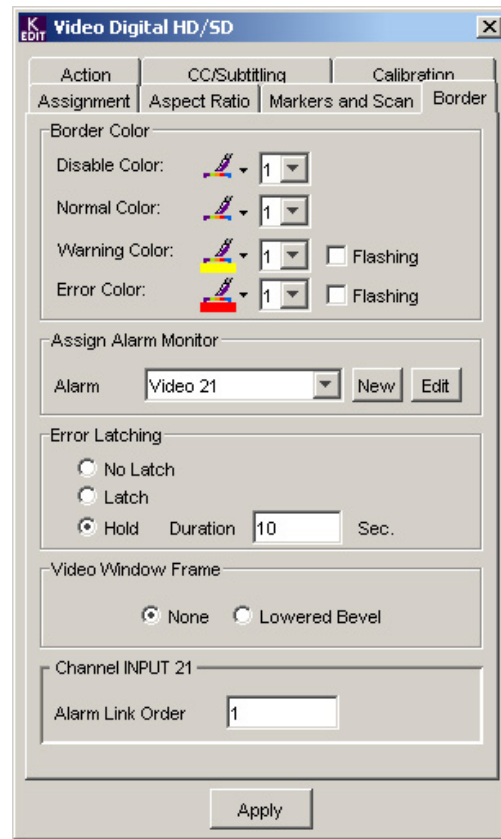 K EDIT Video Digital HD/SD
Action CC/Subtitling Calibration
Assignment Aspect Ratio Markers and Scan Border
Border Color
Disable Color: 1
Normal Color: 1
Warning Color: 1 Flashing
Error Color: 1 Flashing
Assign Alarm Monitor
Alarm Video 21 New Edit
Error Latching
No Latch
Latch
Hold Duration 10 Sec.
Video Window Frame
None Lowered Bevel
Channel INPUT 21
Alarm Link Order 1
Apply